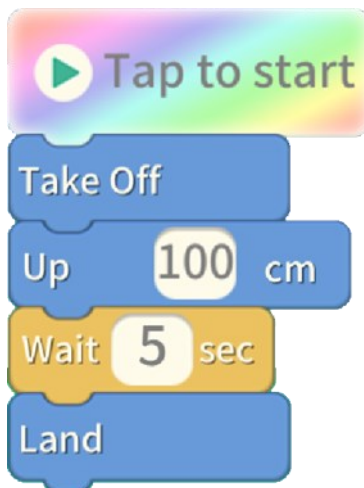 Tap to start
Take Off
Up 100 cm
Wait 5 sec
Land